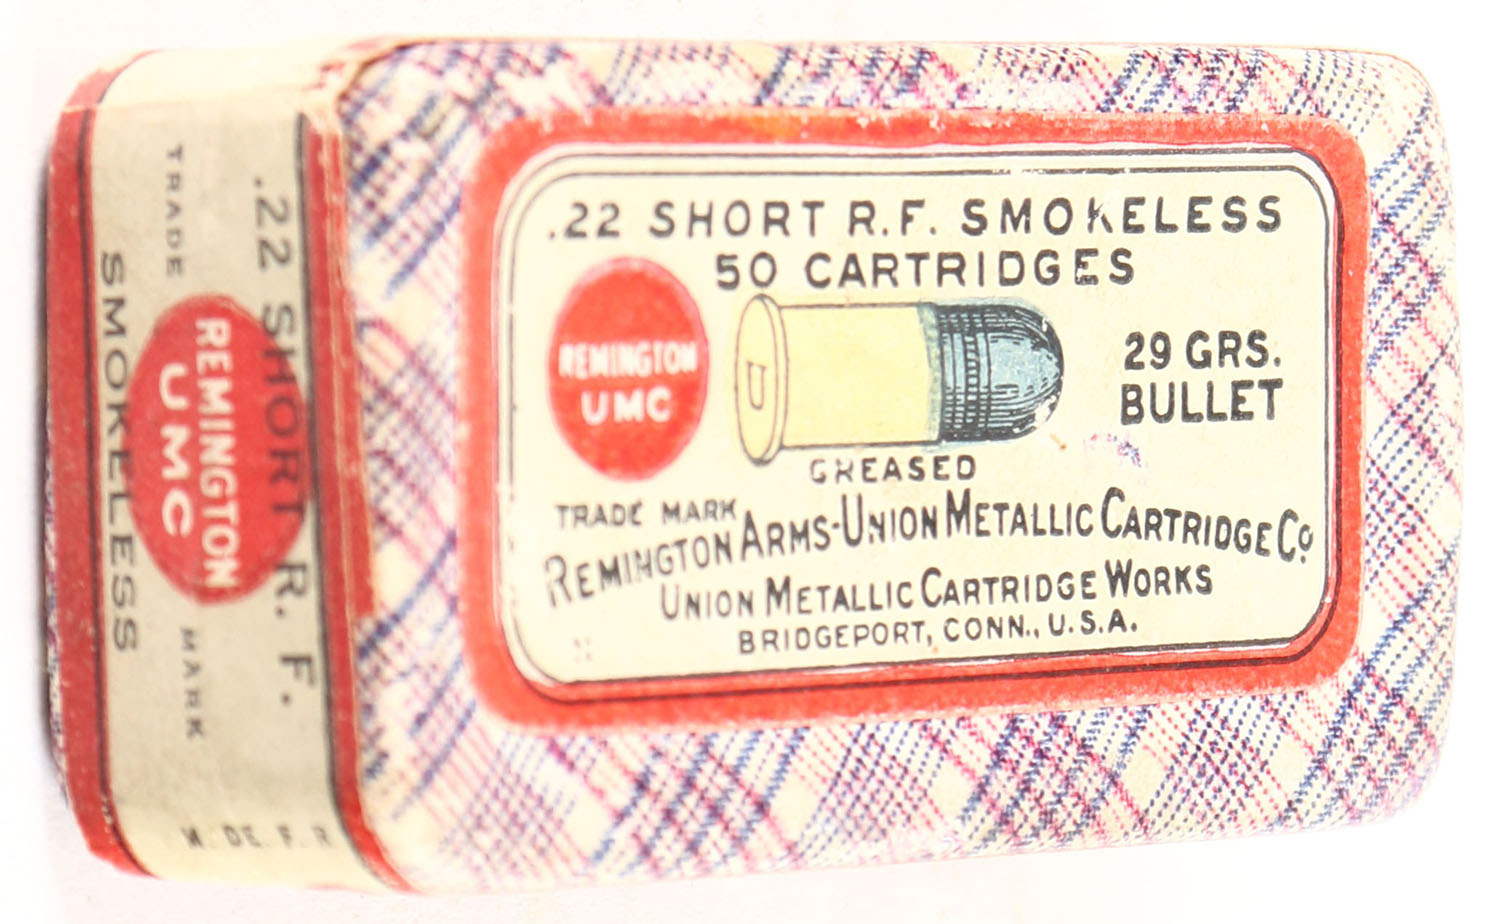 .22 SHORT R.F. SMOKELESS
50 CARTRIDGES
REMINGTON
UMC
U
29 GRS.
BULLET
GREASED
TRADE MARK
REMINGTON ARMS-UNION METALLIC CARTRIDGE Co.
UNION METALLIC CARTRIDGE WORKS
BRIDGEPORT, CONN., U.S.A.
.22 SHORT R. F.
TRADE MARK
REMINGTON
UMC
SMOKELESS
M. DE. F. R